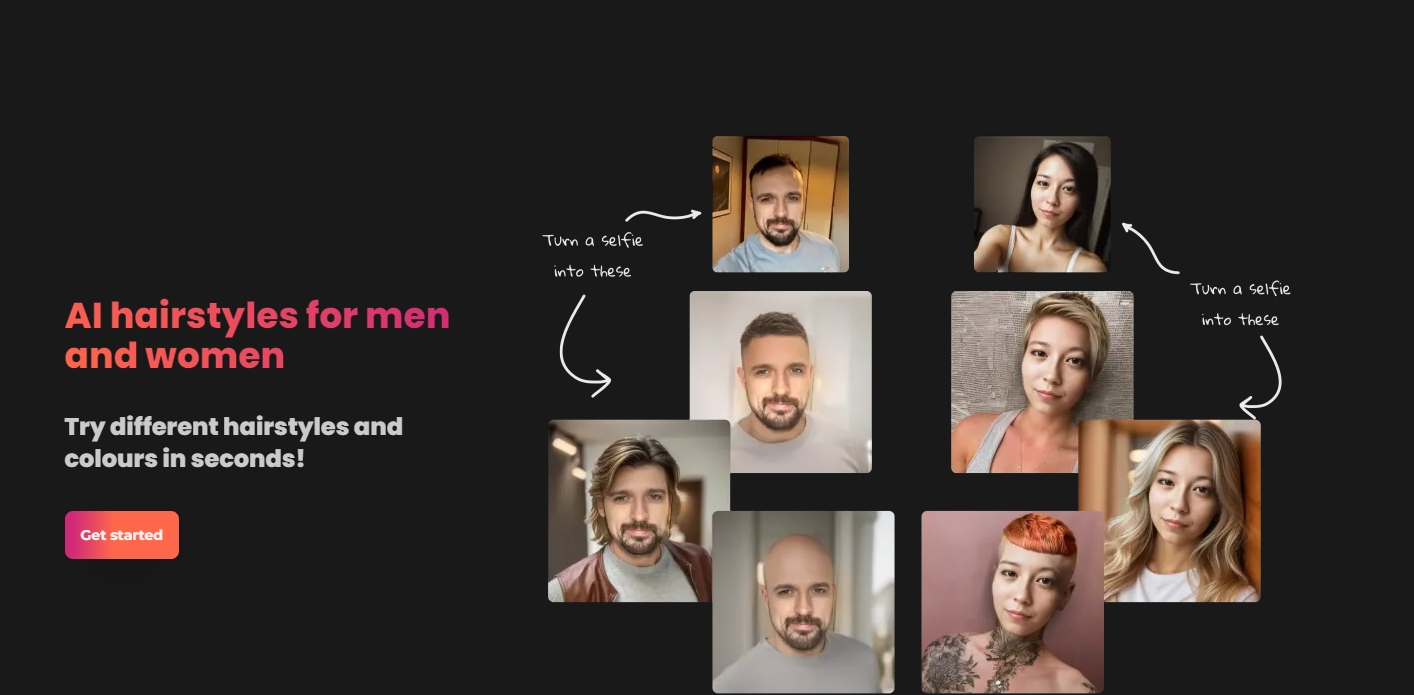 AI hairstyles for men
and women
Try different hairstyles and
colours in seconds!
Get started
Turn a selfie
into these
Turn a selfie
into these